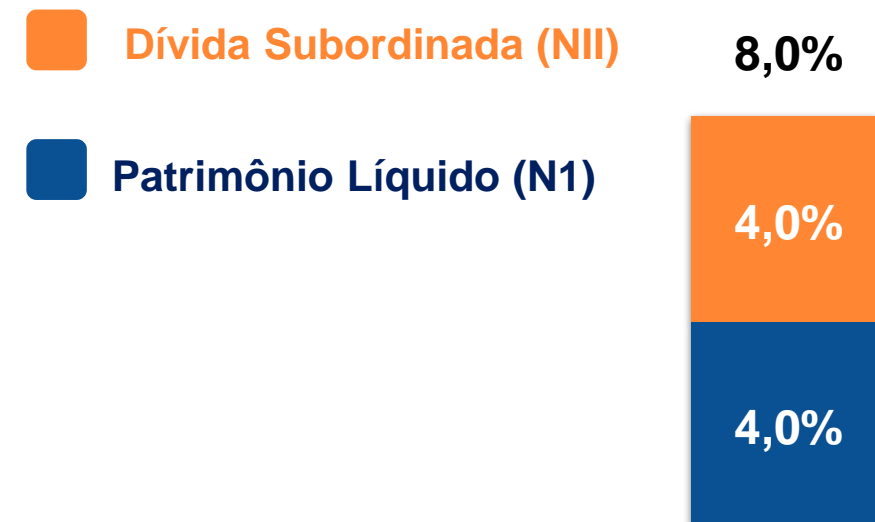 Dívida Subordinada (NII)
8,0%
Patrimônio Líquido (N1)
4,0%
4,0%